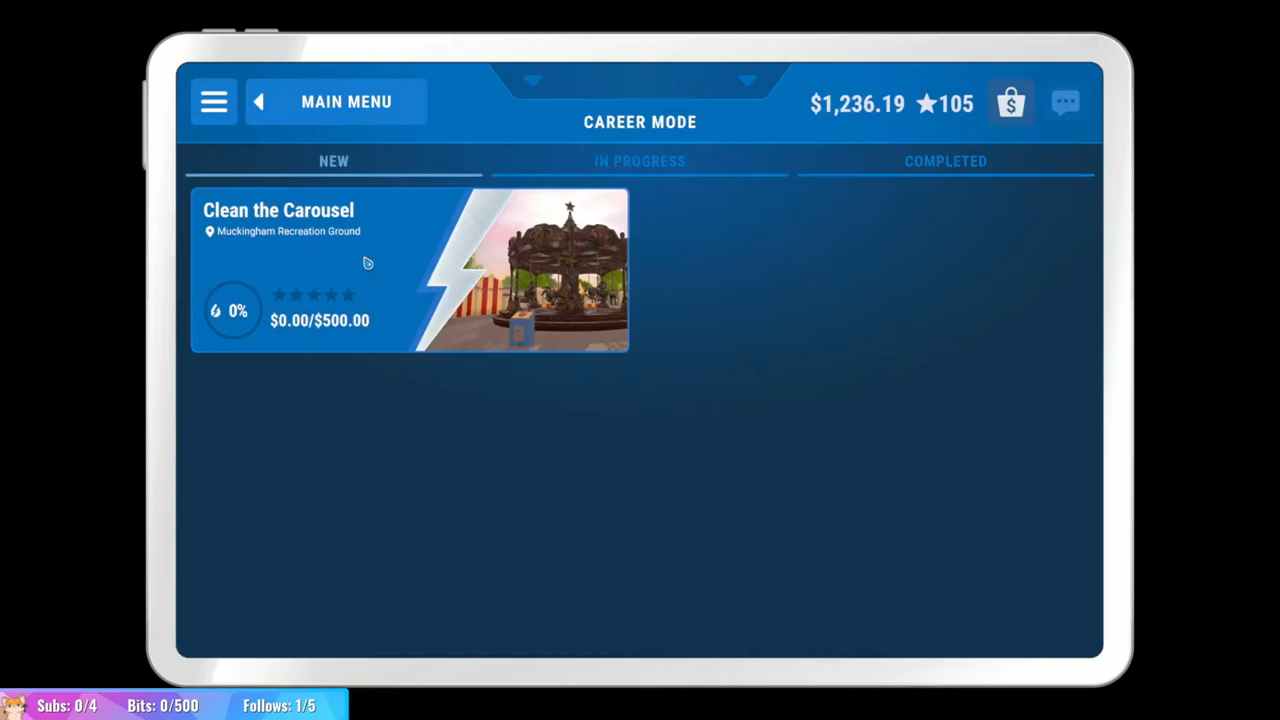 MAIN MENU
CAREER MODE
$1,236.19 ★105
$
NEW
IN PROGRESS
COMPLETED
Clean the Carousel
Muckingham Recreation Ground
0%
$0.00/$500.00
Subs: 0/4
Bits: 0/500
Follows: 1/5